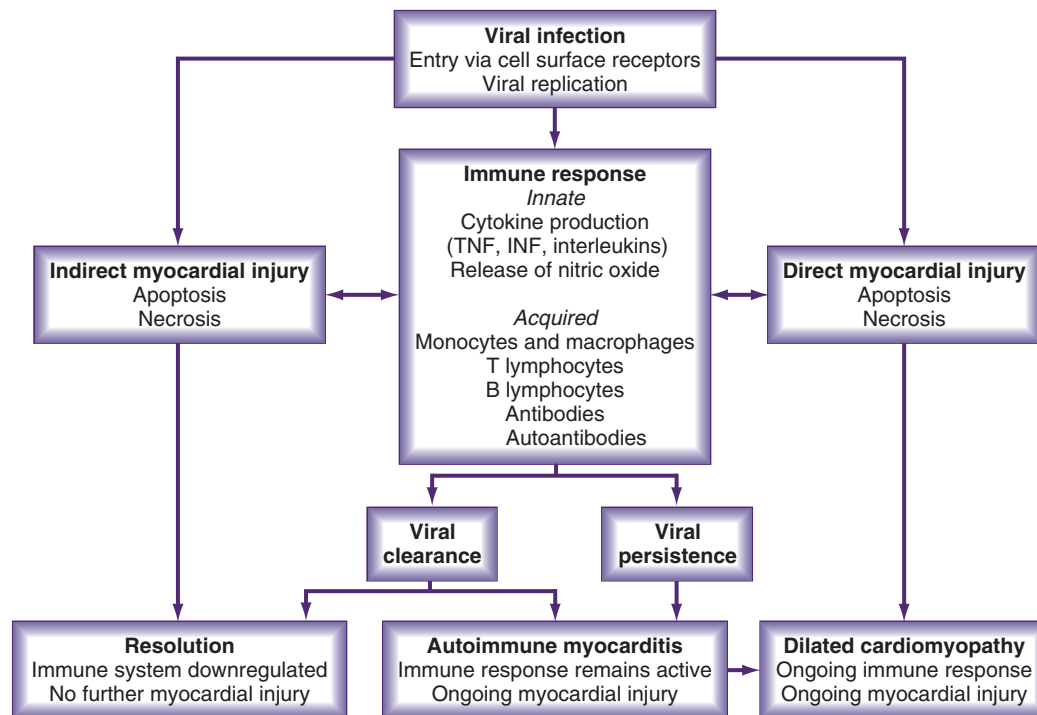 Viral infection
Entry via cell surface receptors
Viral replication
Immune response
Innate
Cytokine production
(TNF, INF, interleukins)
Release of nitric oxide
Acquired
Monocytes and macrophages
T lymphocytes
B lymphocytes
Antibodies
Autoantibodies
Indirect myocardial injury
Apoptosis
Necrosis
Direct myocardial injury
Apoptosis
Necrosis
Viral
clearance
Viral
persistence
Resolution
Immune system downregulated
No further myocardial injury
Autoimmune myocarditis
Immune response remains active
Ongoing myocardial injury
Dilated cardiomyopathy
Ongoing immune response
Ongoing myocardial injury